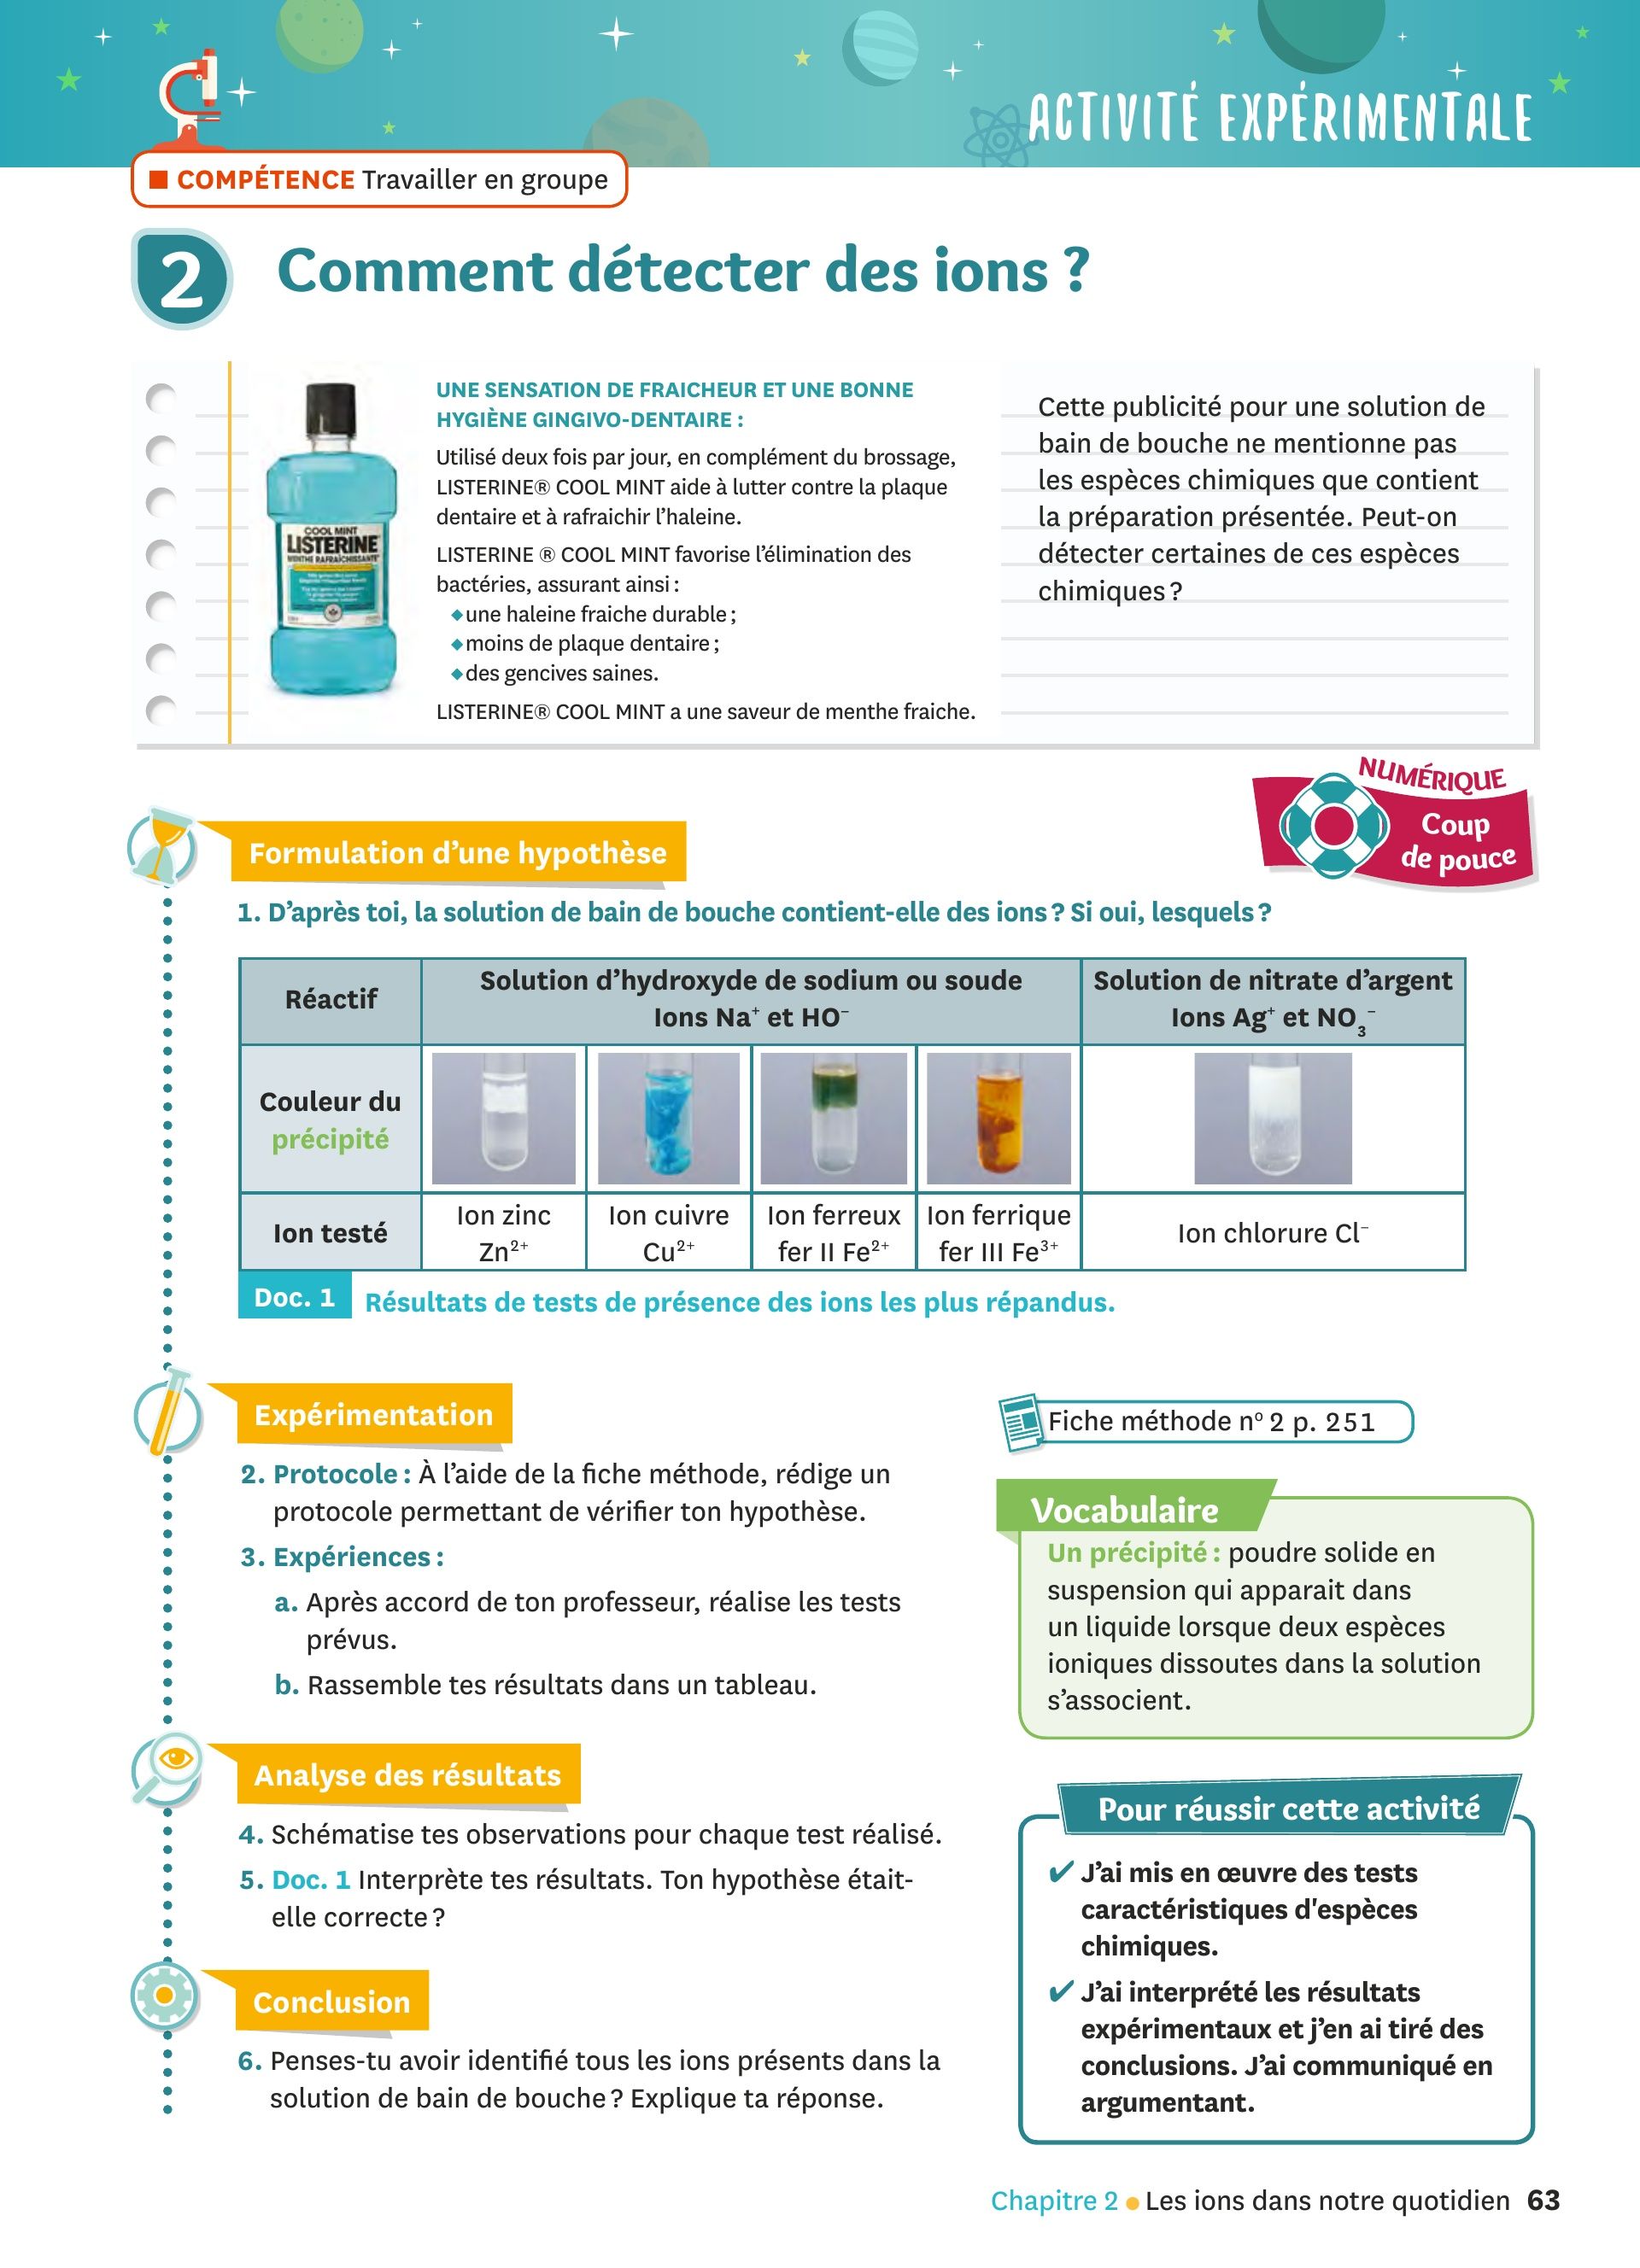 ACTIVITÉ EXPÉRIMENTALE
■ COMPÉTENCE Travailler en groupe
2 Comment détecter des ions ?
COOL MINT
LISTERINE
UNE SENSATION DE FRAICHEUR ET UNE BONNE
HYGIÈNE GINGIVO-DENTAIRE :
Utilisé deux fois par jour, en complément du brossage,
LISTERINE® COOL MINT aide à lutter contre la plaque
dentaire et à rafraichir l’haleine.
LISTERINE ® COOL MINT favorise l’élimination des
bactéries, assurant ainsi :
◆une haleine fraiche durable ;
◆moins de plaque dentaire ;
◆des gencives saines.
LISTERINE® COOL MINT a une saveur de menthe fraiche.
Cette publicité pour une solution de
bain de bouche ne mentionne pas
les espèces chimiques que contient
la préparation présentée. Peut-on
détecter certaines de ces espèces
chimiques ?
NUMÉRIQUE
Coup
de pouce
Formulation d’une hypothèse
1. D’après toi, la solution de bain de bouche contient-elle des ions ? Si oui, lesquels ?
Réactif
Solution d’hydroxyde de sodium ou soude
Ions Na⁺ et HO⁻
Solution de nitrate d’argent
Ions Ag⁺ et NO₃⁻
Couleur du
précipité
Ion testé
Ion zinc
Zn²⁺
Ion cuivre
Cu²⁺
Ion ferreux
fer II Fe²⁺
Ion ferrique
fer III Fe³⁺
Ion chlorure Cl⁻
Doc. 1 Résultats de tests de présence des ions les plus répandus.
Expérimentation
2. Protocole : À l’aide de la fiche méthode, rédige un
protocole permettant de vérifier ton hypothèse.
3. Expériences :
a. Après accord de ton professeur, réalise les tests
prévus.
b. Rassemble tes résultats dans un tableau.
Analyse des résultats
4. Schématise tes observations pour chaque test réalisé.
5. Doc. 1 Interprète tes résultats. Ton hypothèse était-
elle correcte ?
Conclusion
6. Penses-tu avoir identifié tous les ions présents dans la
solution de bain de bouche ? Explique ta réponse.
Fiche méthode nº 2 p. 251
Vocabulaire
Un précipité : poudre solide en
suspension qui apparait dans
un liquide lorsque deux espèces
ioniques dissoutes dans la solution
s’associent.
Pour réussir cette activité
✔ J’ai mis en œuvre des tests
caractéristiques d'espèces
chimiques.
✔ J’ai interprété les résultats
expérimentaux et j’en ai tiré des
conclusions. J’ai communiqué en
argumentant.
Chapitre 2 ● Les ions dans notre quotidien 63